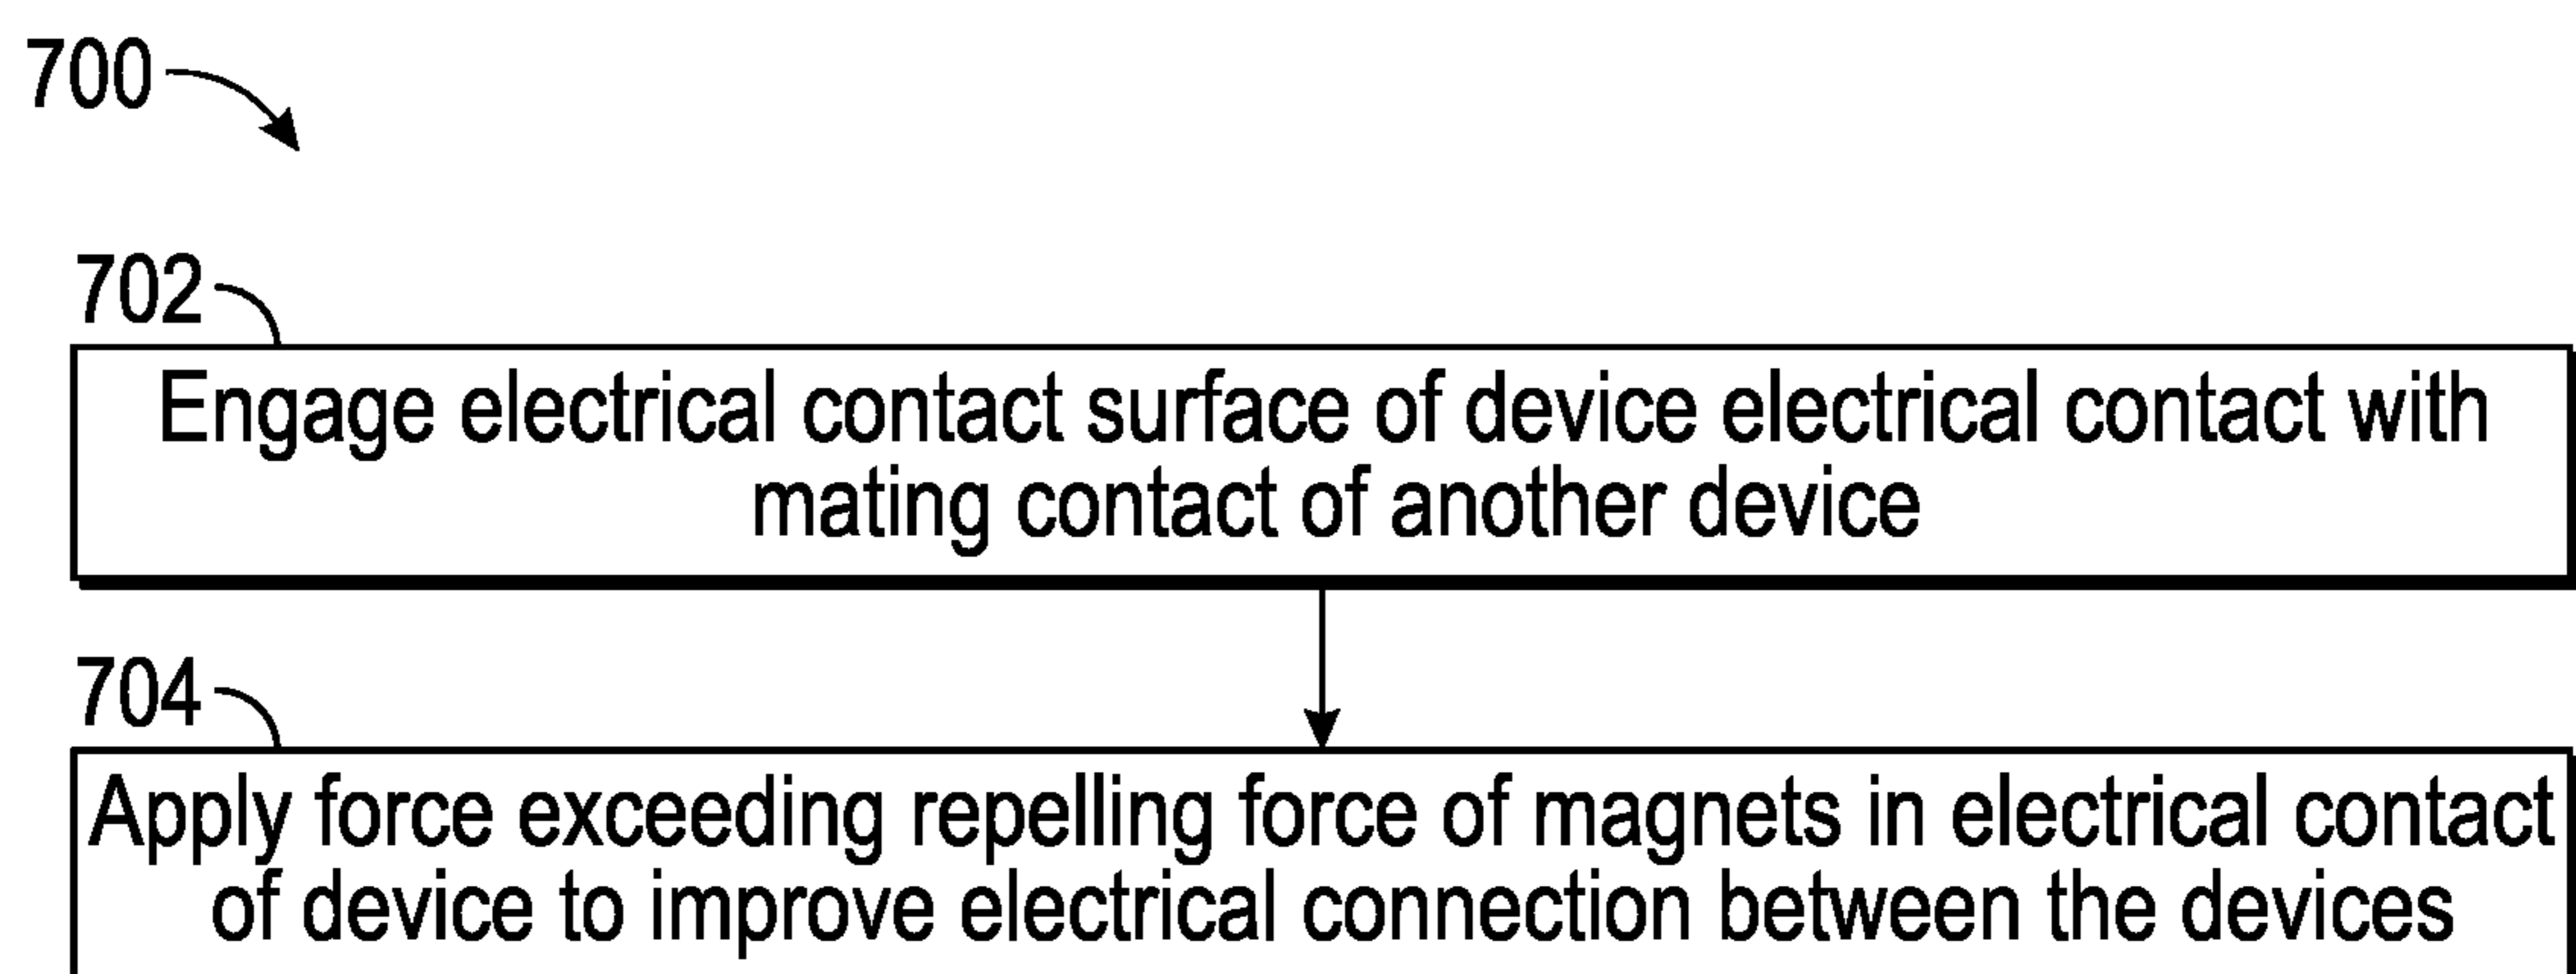 700
702
Engage electrical contact surface of device electrical contact with
mating contact of another device
704
Apply force exceeding repelling force of magnets in electrical contact
of device to improve electrical connection between the devices